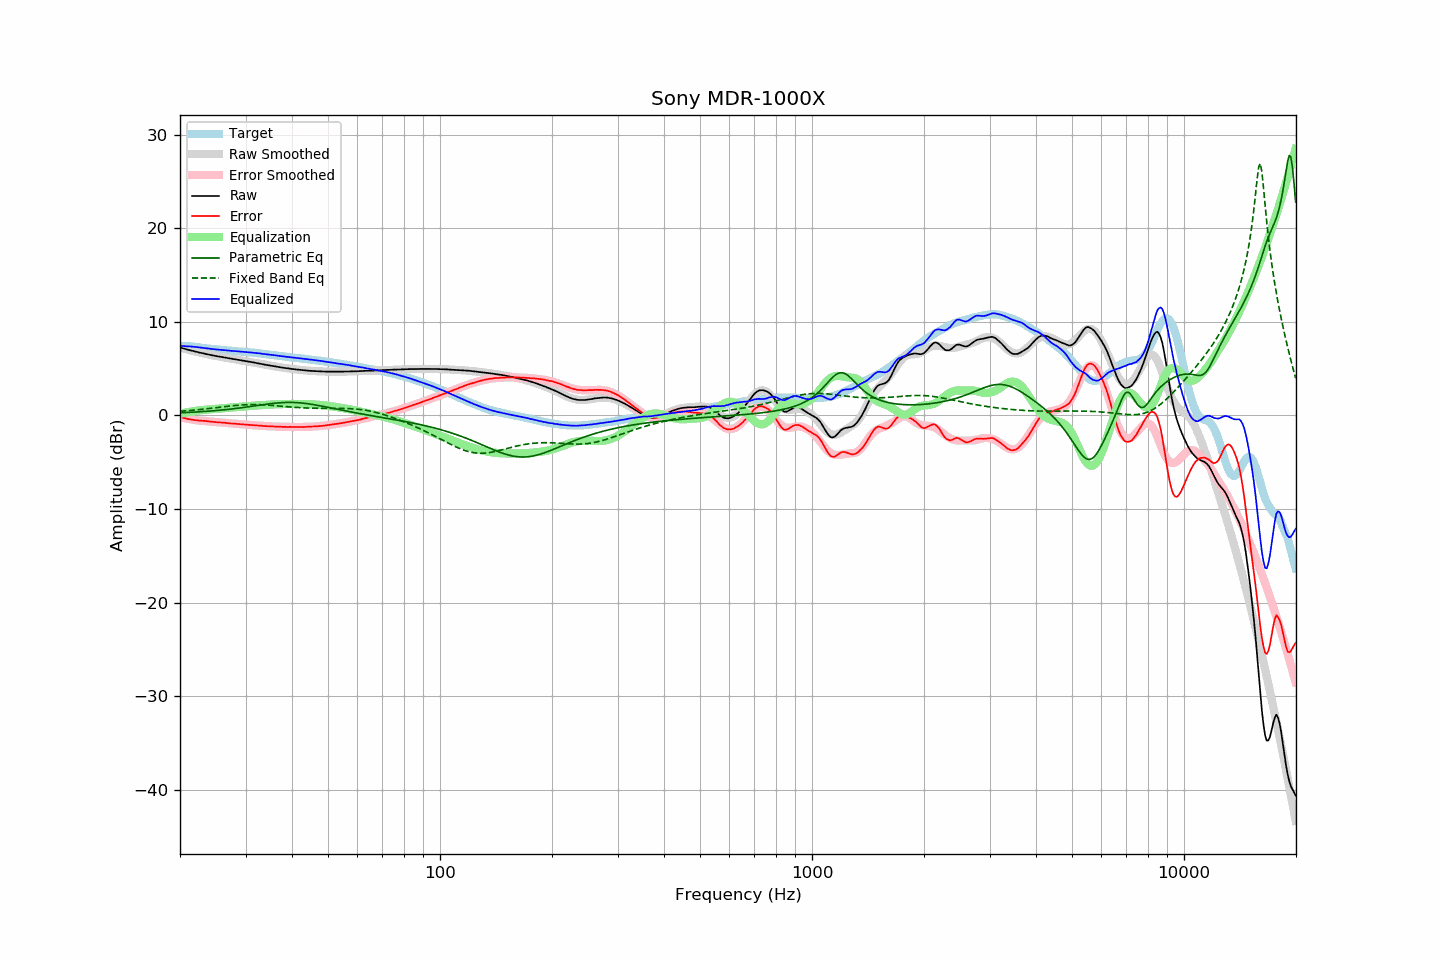 Sony MDR-1000X
Target
Raw Smoothed
Error Smoothed
Raw
Error
Equalization
Parametric Eq
Fixed Band Eq
Equalized
30
20
10
0
−10
−20
−30
−40
Amplitude (dBr)
100
1000
10000
Frequency (Hz)